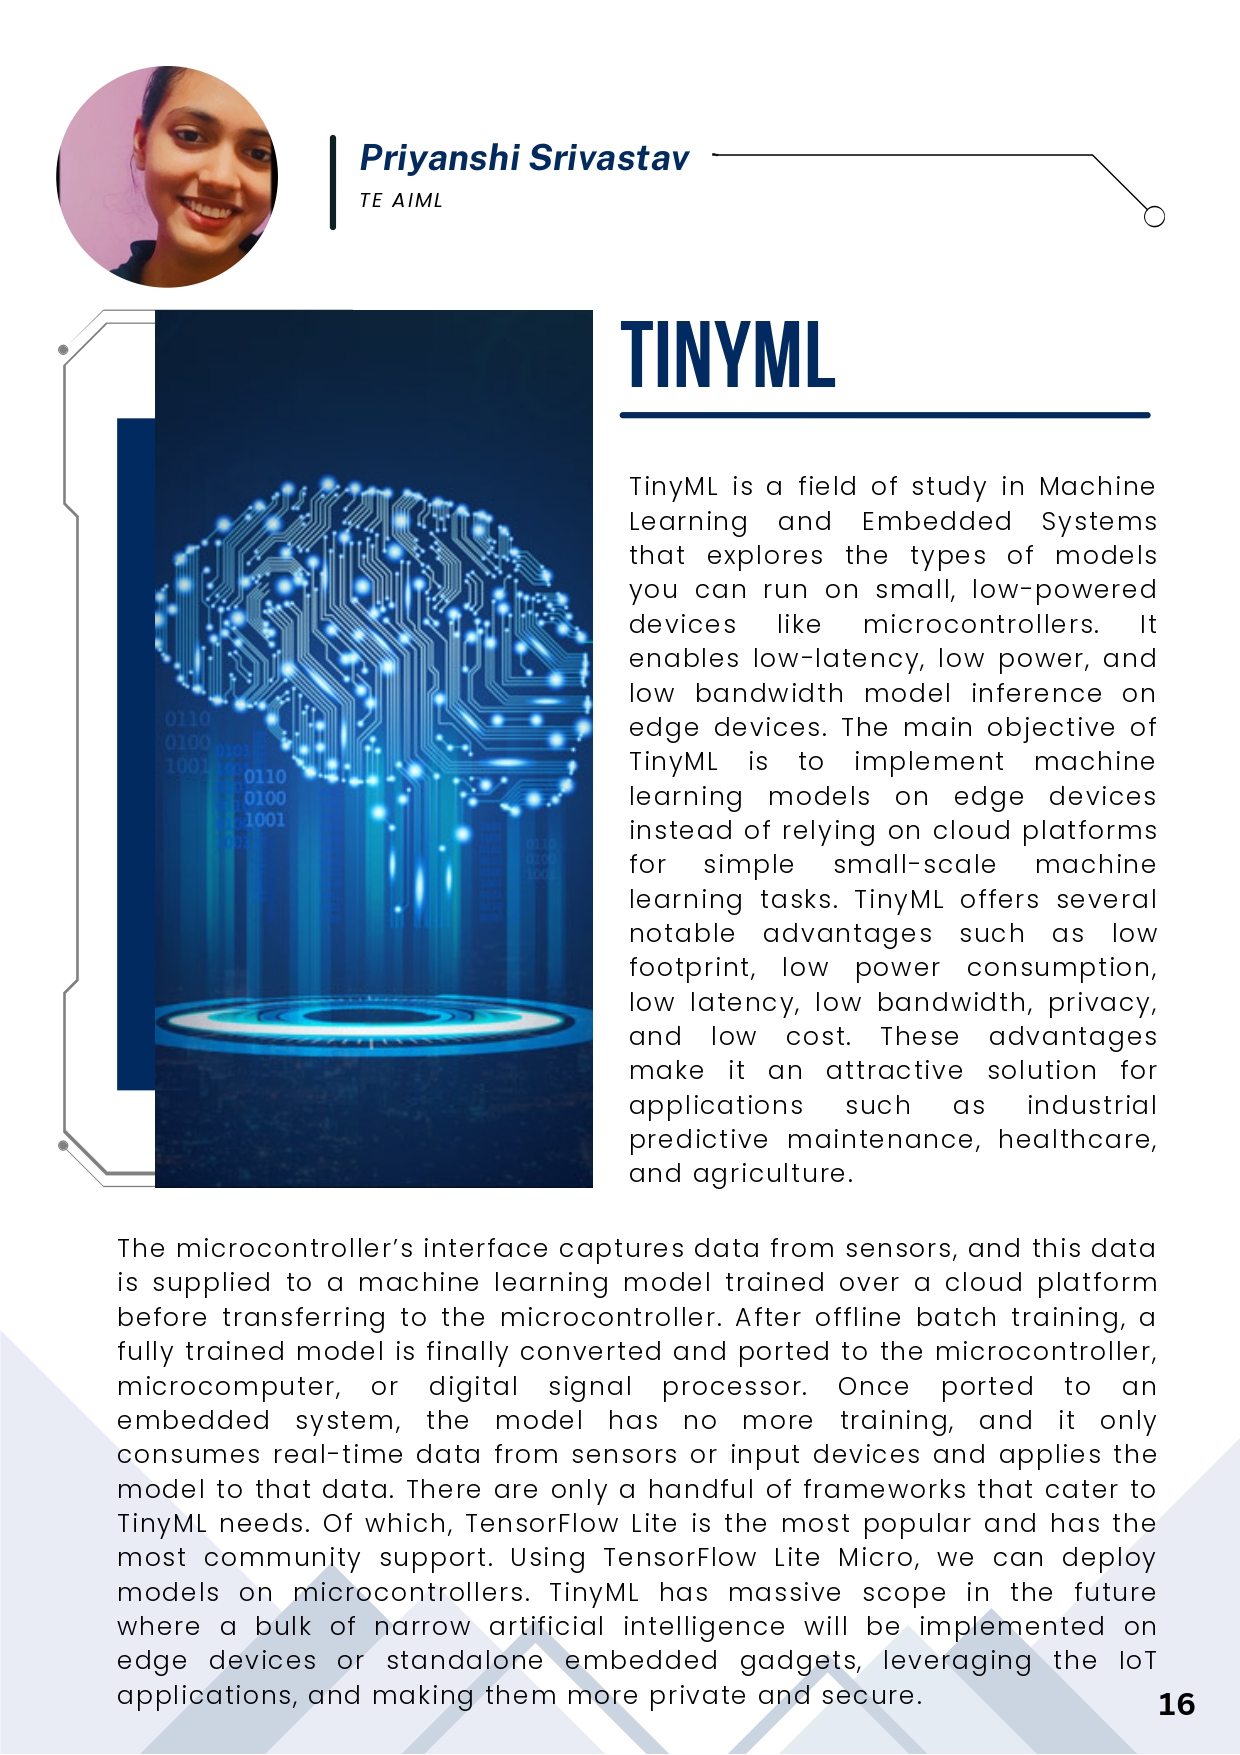 Priyanshi Srivastav
TE AIML
TINYML
TinyML is a field of study in Machine
Learning and Embedded Systems
that explores the types of models
you can run on small, low-powered
devices like microcontrollers. It
enables low-latency, low power, and
low bandwidth model inference on
edge devices. The main objective of
TinyML is to implement machine
learning models on edge devices
instead of relying on cloud platforms
for simple small-scale machine
learning tasks. TinyML offers several
notable advantages such as low
footprint, low power consumption,
low latency, low bandwidth, privacy,
and low cost. These advantages
make it an attractive solution for
applications such as industrial
predictive maintenance, healthcare,
and agriculture.
0110
0100
1001
0101
0110
0100
1001
0110
0100
1001
The microcontroller’s interface captures data from sensors, and this data
is supplied to a machine learning model trained over a cloud platform
before transferring to the microcontroller. After offline batch training, a
fully trained model is finally converted and ported to the microcontroller,
microcomputer, or digital signal processor. Once ported to an
embedded system, the model has no more training, and it only
consumes real-time data from sensors or input devices and applies the
model to that data. There are only a handful of frameworks that cater to
TinyML needs. Of which, TensorFlow Lite is the most popular and has the
most community support. Using TensorFlow Lite Micro, we can deploy
models on microcontrollers. TinyML has massive scope in the future
where a bulk of narrow artificial intelligence will be implemented on
edge devices or standalone embedded gadgets, leveraging the IoT
applications, and making them more private and secure.
16